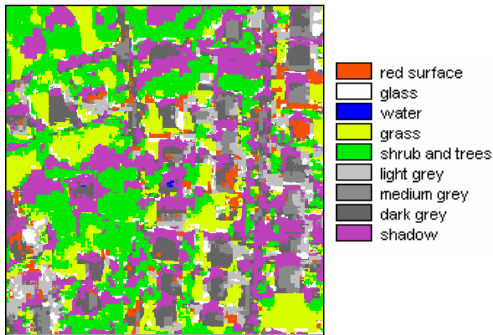 red surface
glass
water
grass
shrub and trees
light grey
medium grey
dark grey
shadow